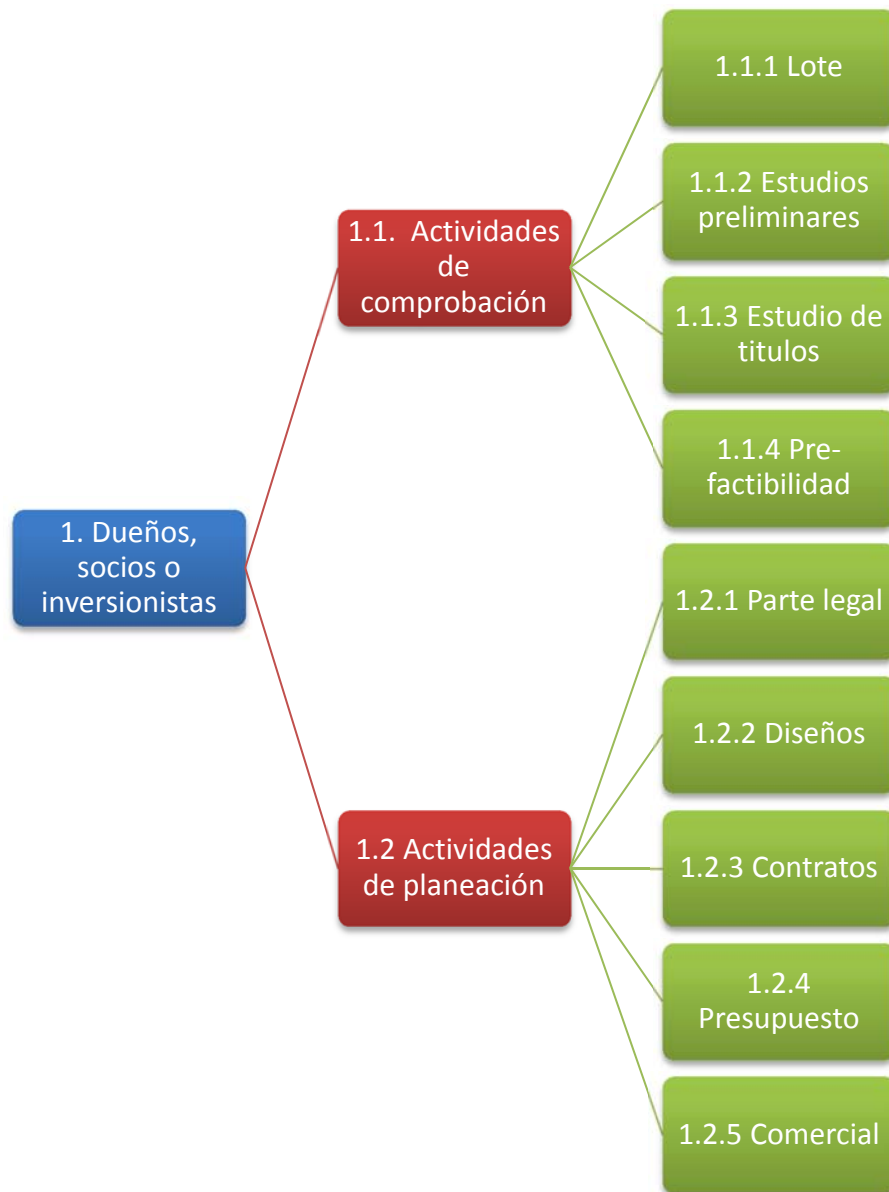 1. Dueños,
socios o
inversionistas
1.1.  Actividades
de
comprobación
1.1.1 Lote
1.1.2 Estudios
preliminares
1.1.3 Estudio de
titulos
1.1.4 Pre-
factibilidad
1.2 Actividades
de planeación
1.2.1 Parte legal
1.2.2 Diseños
1.2.3 Contratos
1.2.4
Presupuesto
1.2.5 Comercial